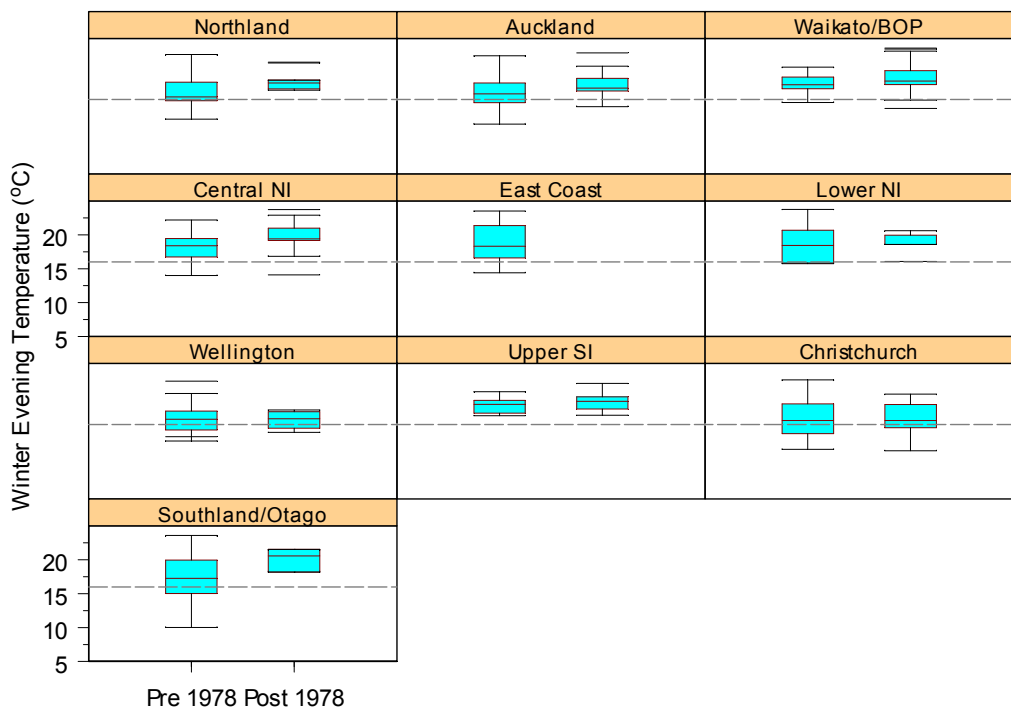 Northland Auckland Waikato/BOP
Central NI East Coast Lower NI
Winter Evening Temperature (ºC)
20
15
10
5
Wellington Upper SI Christchurch
Southland/Otago
20
15
10
5
Pre 1978 Post 1978